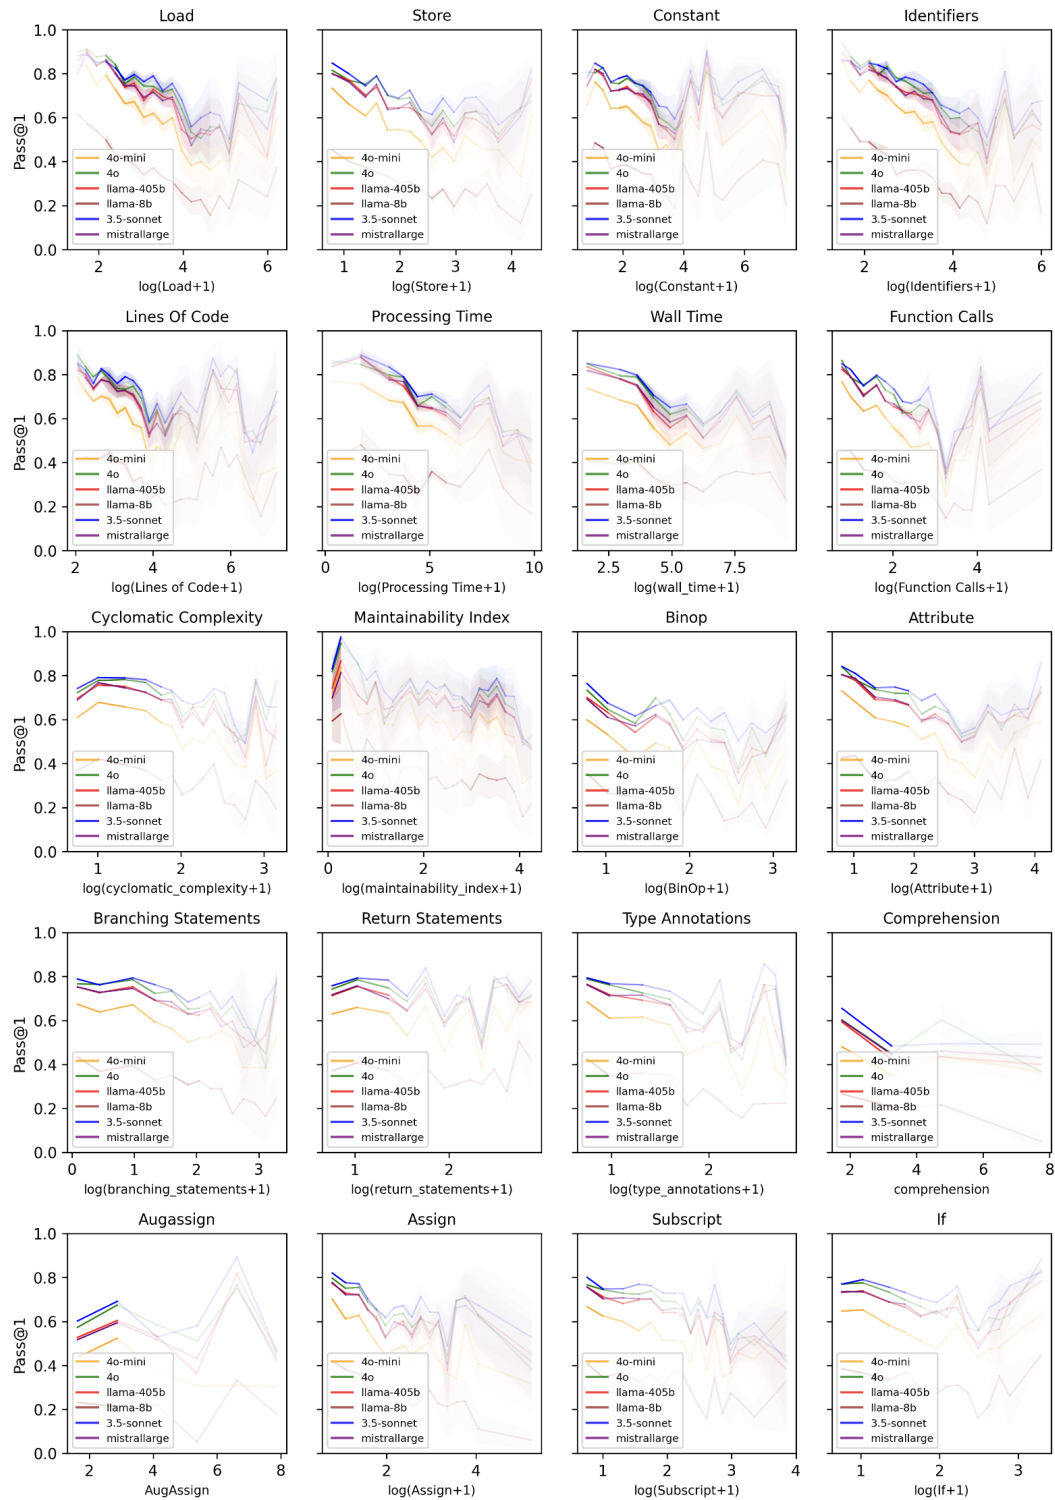 Load
Store
Constant
Identifiers
Pass@1
1.0
0.8
0.6
0.4
0.2
0.0
4o-mini
4o
llama-405b
llama-8b
3.5-sonnet
mistrallarge
4o-mini
4o
llama-405b
llama-8b
3.5-sonnet
mistrallarge
4o-mini
4o
llama-405b
llama-8b
3.5-sonnet
mistrallarge
4o-mini
4o
llama-405b
llama-8b
3.5-sonnet
mistrallarge
2 4 6
1 2 3 4
2 4 6
2 4 6
log(Load+1)
log(Store+1)
log(Constant+1)
log(Identifiers+1)
Lines Of Code
Processing Time
Wall Time
Function Calls
Pass@1
1.0
0.8
0.6
0.4
0.2
0.0
4o-mini
4o
llama-405b
llama-8b
3.5-sonnet
mistrallarge
4o-mini
4o
llama-405b
llama-8b
3.5-sonnet
mistrallarge
4o-mini
4o
llama-405b
llama-8b
3.5-sonnet
mistrallarge
4o-mini
4o
llama-405b
llama-8b
3.5-sonnet
mistrallarge
2 4 6
0 5 10
2.5 5.0 7.5
2 4
log(Lines of Code+1)
log(Processing Time+1)
log(wall_time+1)
log(Function Calls+1)
Cyclomatic Complexity
Maintainability Index
Binop
Attribute
Pass@1
1.0
0.8
0.6
0.4
0.2
0.0
4o-mini
4o
llama-405b
llama-8b
3.5-sonnet
mistrallarge
4o-mini
4o
llama-405b
llama-8b
3.5-sonnet
mistrallarge
4o-mini
4o
llama-405b
llama-8b
3.5-sonnet
mistrallarge
4o-mini
4o
llama-405b
llama-8b
3.5-sonnet
mistrallarge
1 2 3
0 2 4
1 2 3
1 2 3 4
log(cyclomatic_complexity+1)
log(maintainability_index+1)
log(BinOp+1)
log(Attribute+1)
Branching Statements
Return Statements
Type Annotations
Comprehension
Pass@1
1.0
0.8
0.6
0.4
0.2
0.0
4o-mini
4o
llama-405b
llama-8b
3.5-sonnet
mistrallarge
4o-mini
4o
llama-405b
llama-8b
3.5-sonnet
mistrallarge
4o-mini
4o
llama-405b
llama-8b
3.5-sonnet
mistrallarge
4o-mini
4o
llama-405b
llama-8b
3.5-sonnet
mistrallarge
0 1 2 3
1 2
1 2
2 4 6 8
log(branching_statements+1)
log(return_statements+1)
log(type_annotations+1)
comprehension
Augassign
Assign
Subscript
If
Pass@1
1.0
0.8
0.6
0.4
0.2
0.0
4o-mini
4o
llama-405b
llama-8b
3.5-sonnet
mistrallarge
4o-mini
4o
llama-405b
llama-8b
3.5-sonnet
mistrallarge
4o-mini
4o
llama-405b
llama-8b
3.5-sonnet
mistrallarge
4o-mini
4o
llama-405b
llama-8b
3.5-sonnet
mistrallarge
2 4 6 8
2 4
1 2 3 4
1 2 3
AugAssign
log(Assign+1)
log(Subscript+1)
log(If+1)